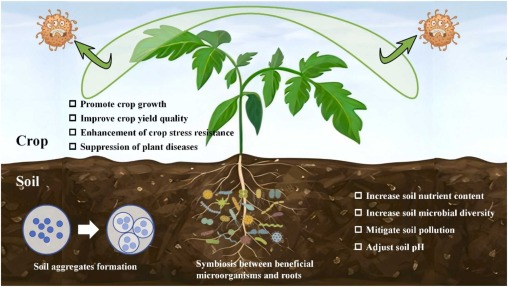 Promote crop growth
Improve crop yield quality
Enhancement of crop stress resistance
Suppression of plant diseases
Crop
Soil
Increase soil nutrient content
Increase soil microbial diversity
Mitigate soil pollution
Adjust soil pH
Soil aggregates formation
Symbiosis between beneficial
microorganisms and roots